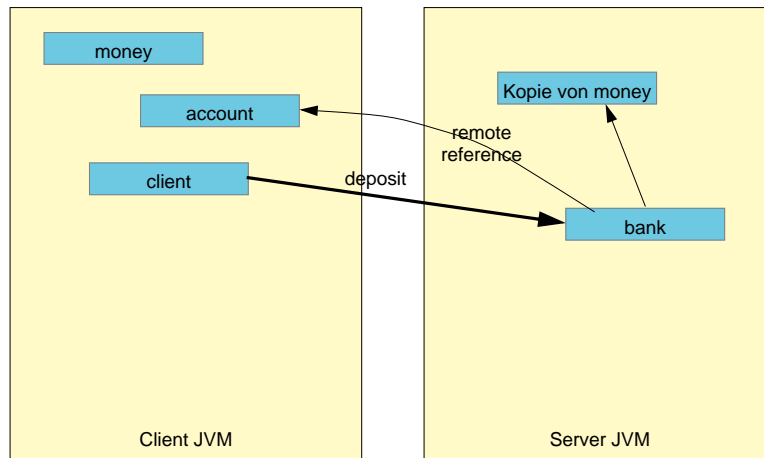 money
account
client
Client JVM
deposit
remote
reference
Kopie von money
bank
Server JVM